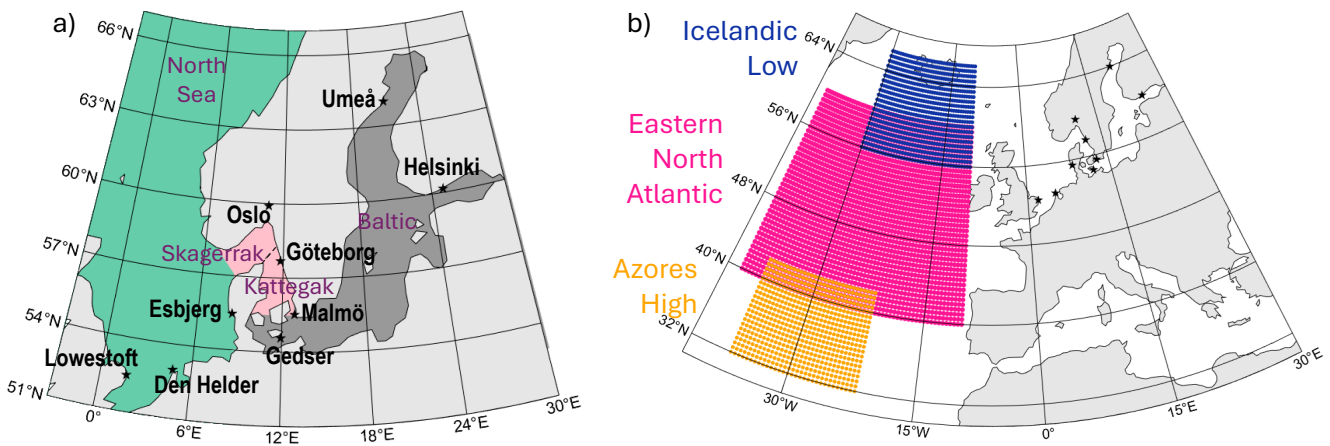 a)
66°N
63°N
60°N
57°N
54°N
51°N
0°
6°E
12°E
18°E
24°E
30°E
North
Sea
Umeå
Helsinki
Oslo
Baltic
Skagerrak
Göteborg
Kattegak
Esbjerg
Malmö
Gedser
Lowestoft
Den Helder
b)
Icelandic
Low
Eastern
North
Atlantic
Azores
High
64°N
56°N
48°N
40°N
32°N
30°W
15°W
0°
15°E
30°E